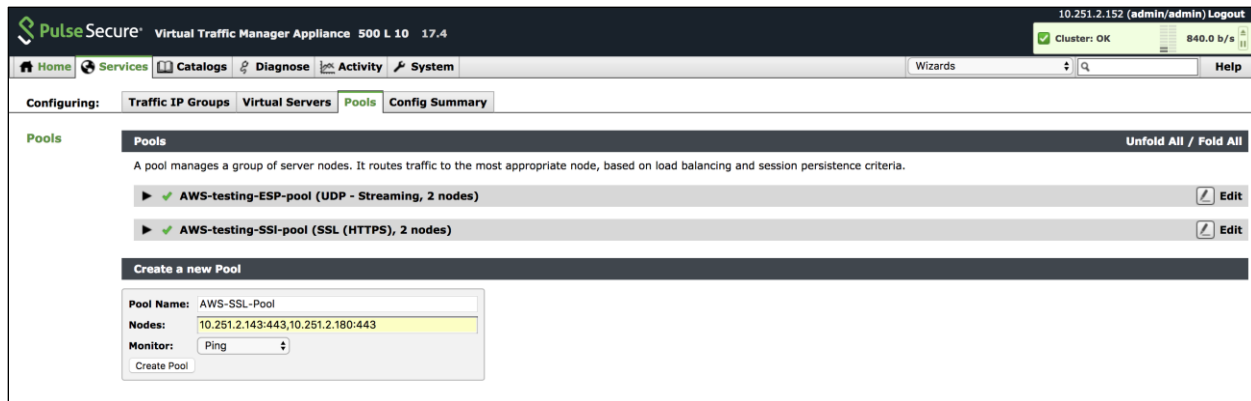 10.251.2.152 (admin/admin) Logout
Pulse Secure Virtual Traffic Manager Appliance 500 L 10 17.4
Cluster: OK 840.0 b/s
Home Services Catalogs Diagnose Activity System Wizards Help
Configuring: Traffic IP Groups Virtual Servers Pools Config Summary
Pools
Pools Unfold All / Fold All
A pool manages a group of server nodes. It routes traffic to the most appropriate node, based on load balancing and session persistence criteria.
AWS-testing-ESP-pool (UDP - Streaming, 2 nodes) Edit
AWS-testing-SSl-pool (SSL (HTTPS), 2 nodes) Edit
Create a new Pool
Pool Name: AWS-SSL-Pool
Nodes: 10.251.2.143:443,10.251.2.180:443
Monitor: Ping
Create Pool